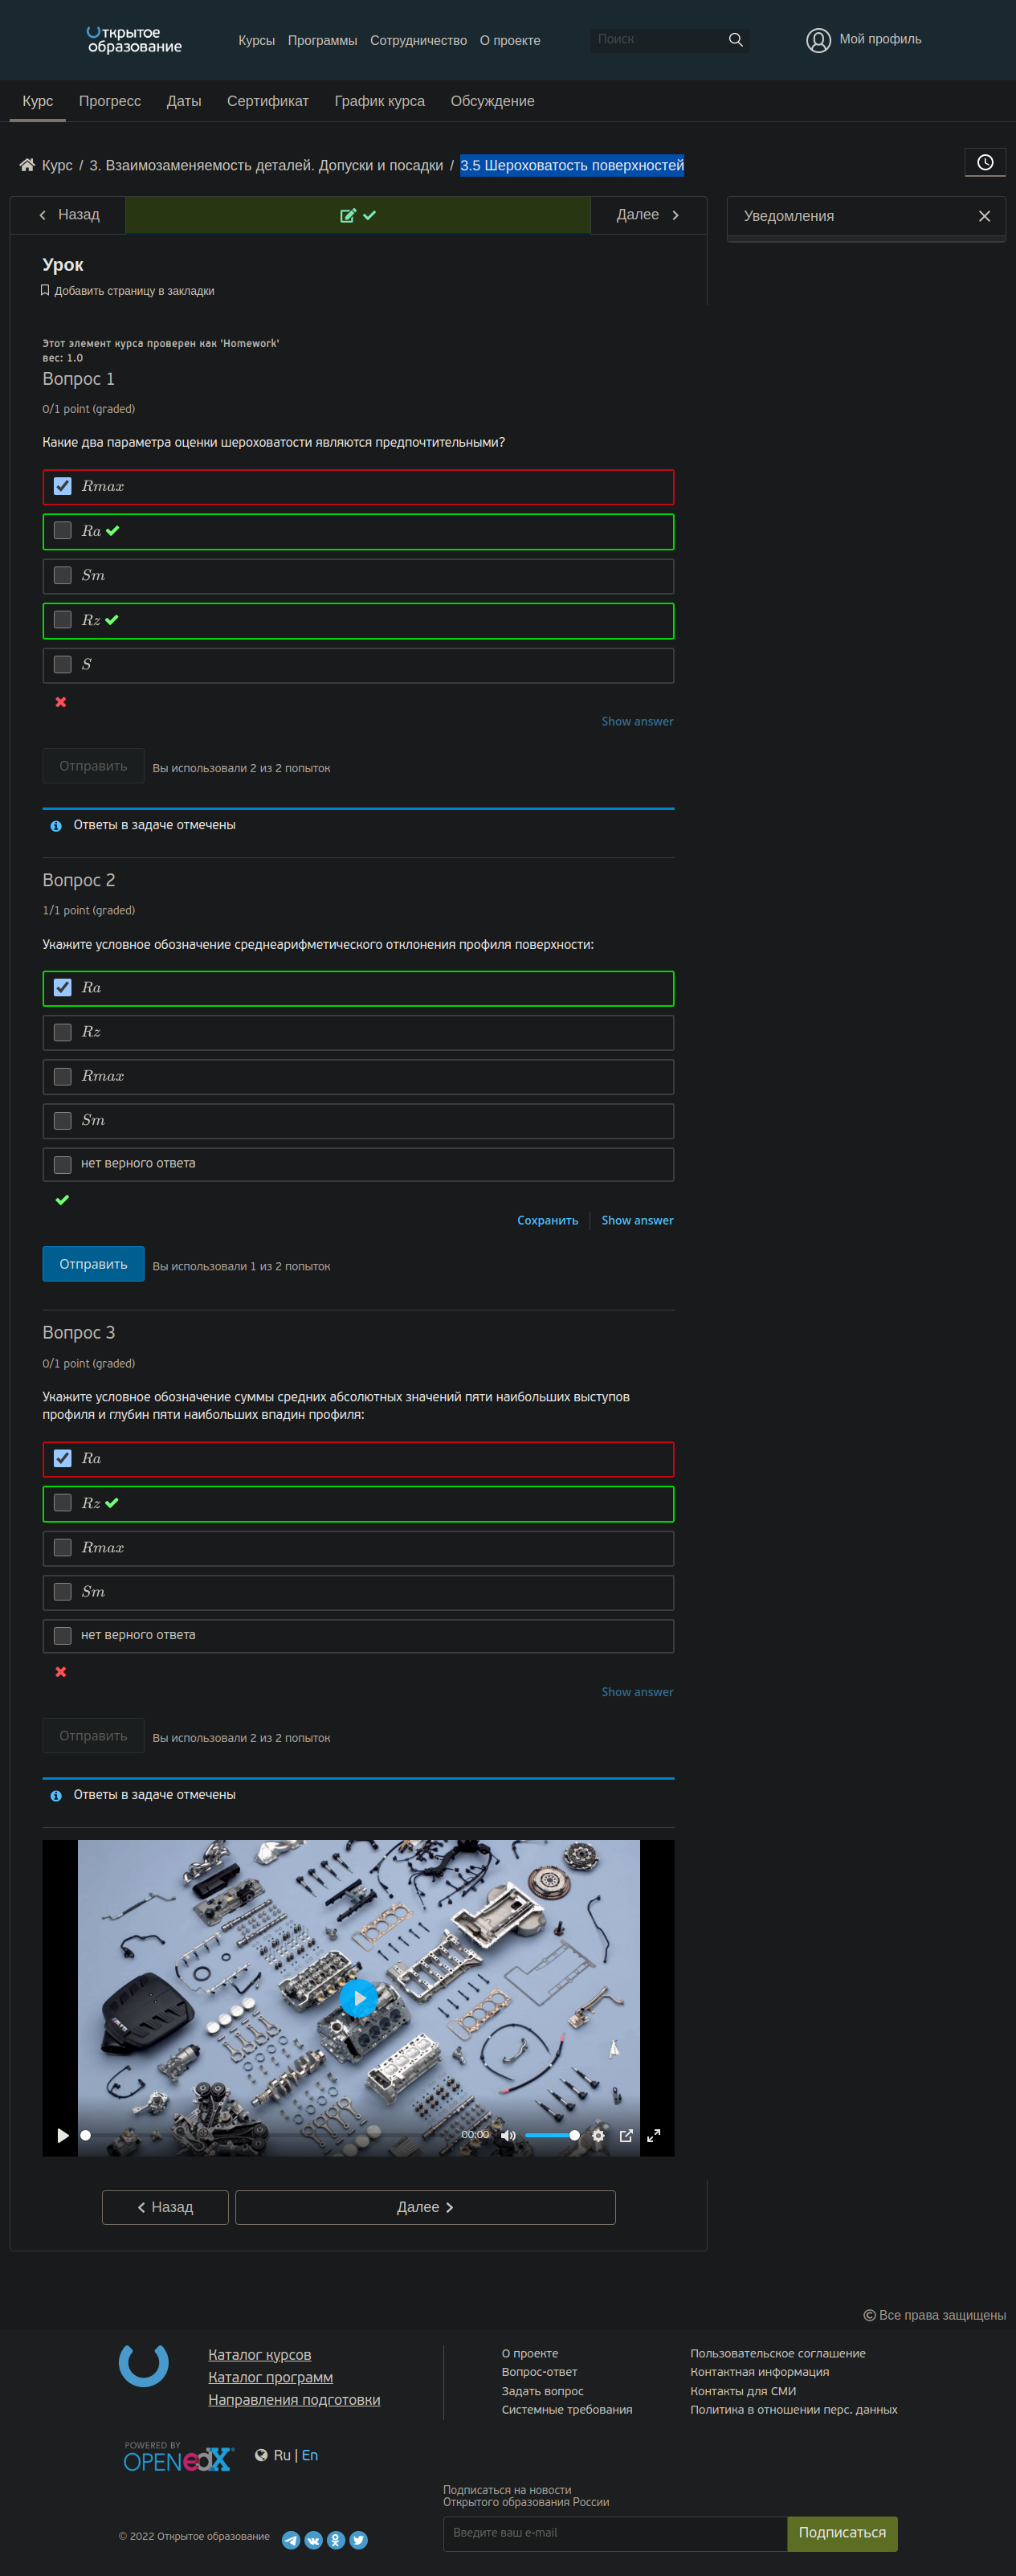 Открытое
образование
Курсы Программы Сотрудничество О проекте
Поиск
Мой профиль
Курс Прогресс Даты Сертификат График курса Обсуждение
Курс / 3. Взаимозаменяемость деталей. Допуски и посадки / 3.5 Шероховатость поверхностей
Назад
Далее
Уведомления
Урок
Добавить страницу в закладки
Этот элемент курса проверен как 'Homework'
вес: 1.0
Вопрос 1
0/1 point (graded)
Какие два параметра оценки шероховатости являются предпочтительными?
Rmax
Ra
Sm
Rz
S
Show answer
Отправить Вы использовали 2 из 2 попыток
Ответы в задаче отмечены
Вопрос 2
1/1 point (graded)
Укажите условное обозначение среднеарифметического отклонения профиля поверхности:
Ra
Rz
Rmax
Sm
нет верного ответа
Сохранить Show answer
Отправить Вы использовали 1 из 2 попыток
Вопрос 3
0/1 point (graded)
Укажите условное обозначение суммы средних абсолютных значений пяти наибольших выступов
профиля и глубин пяти наибольших впадин профиля:
Ra
Rz
Rmax
Sm
нет верного ответа
Show answer
Отправить Вы использовали 2 из 2 попыток
Ответы в задаче отмечены
00:00
Назад Далее
© Все права защищены
Каталог курсов
Каталог программ
Направления подготовки
О проекте
Вопрос-ответ
Задать вопрос
Системные требования
Пользовательское соглашение
Контактная информация
Контакты для СМИ
Политика в отношении перс. данных
POWERED BY
OPEN edX
Ru | En
Подписаться на новости
Открытого образования России
© 2022 Открытое образование
Введите ваш e-mail
Подписаться